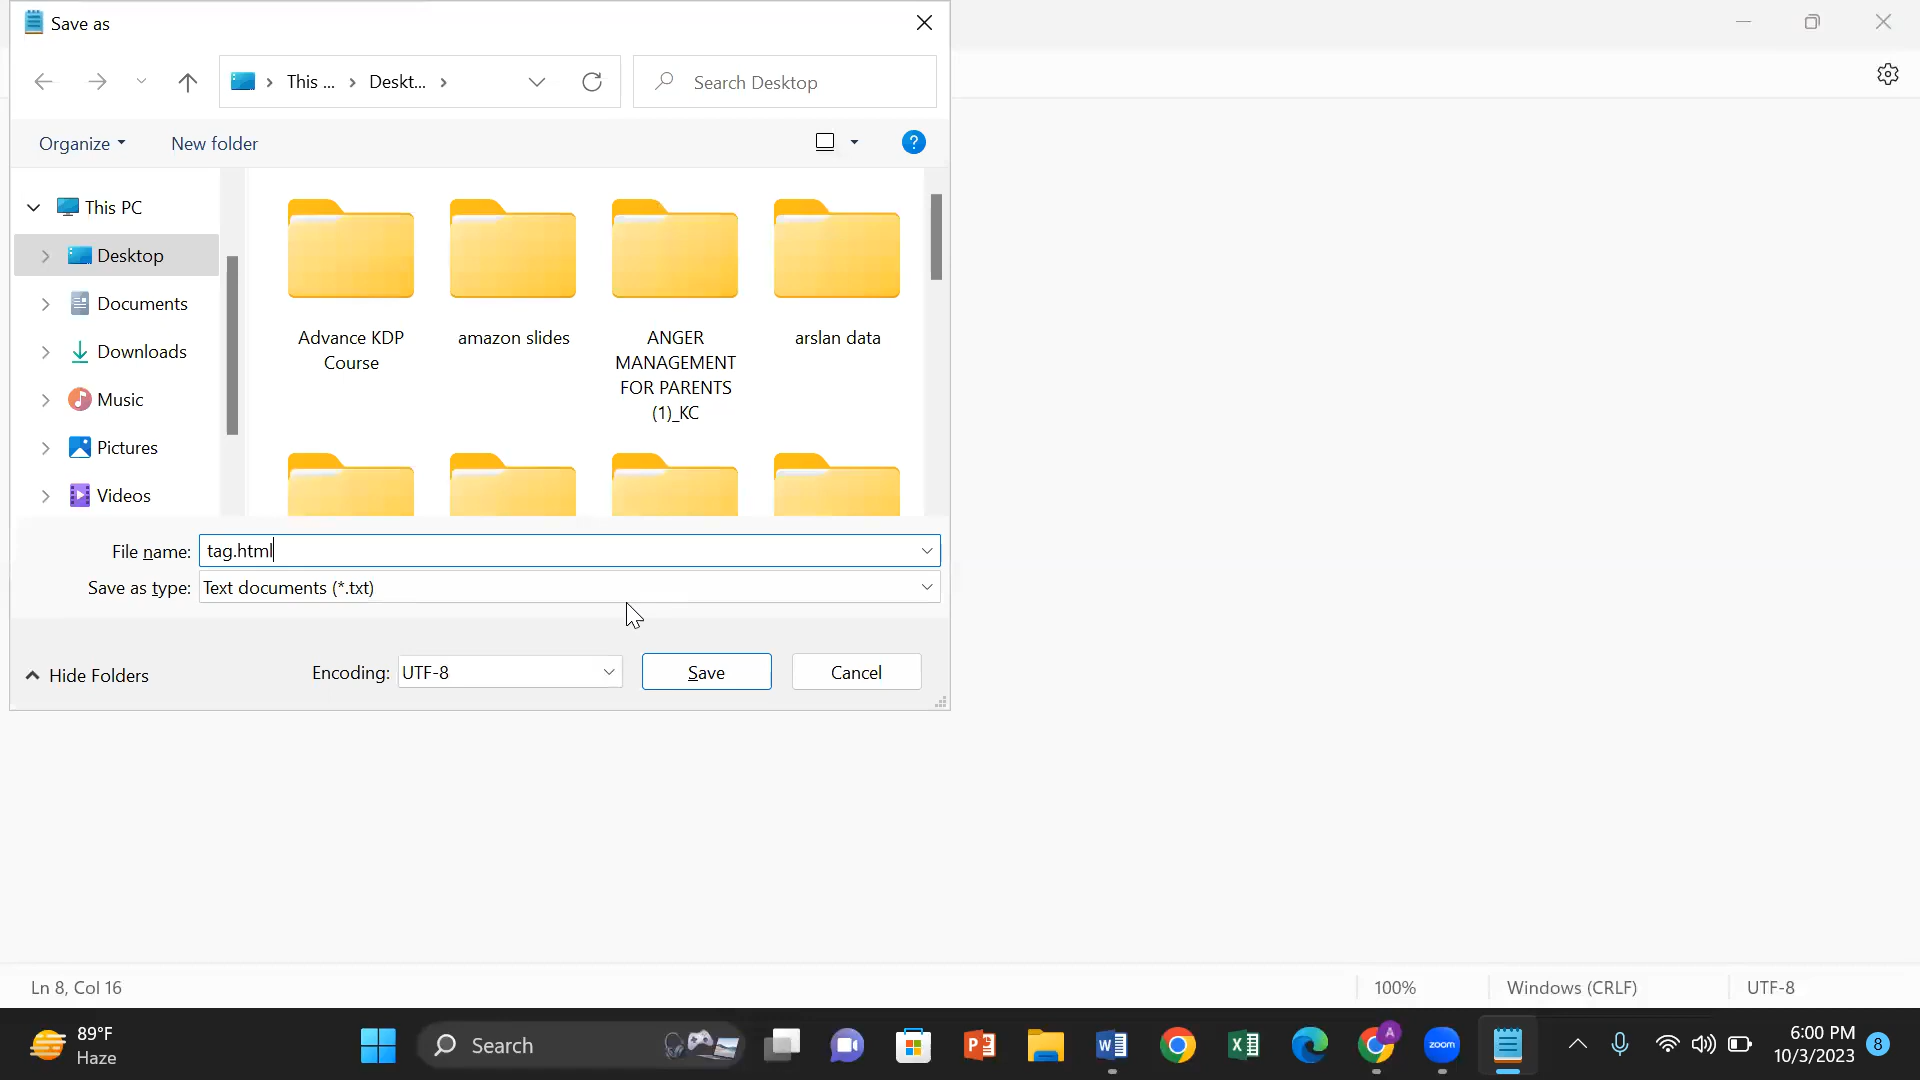 Save as
This ... Deskt...
Search Desktop
Organize
New folder
?
This PC
Desktop
Documents
Downloads
Music
Pictures
Videos
Advance KDP
Course
amazon slides
ANGER
MANAGEMENT
FOR PARENTS
(1)_KC
arslan data
File name: tag.html
Save as type: Text documents (*.txt)
Hide Folders
Encoding: UTF-8
Save
Cancel
Ln 8, Col 16
100%
Windows (CRLF)
UTF-8
89°F
Haze
Search
P
W
X
A
zoom
6:00 PM
10/3/2023
8